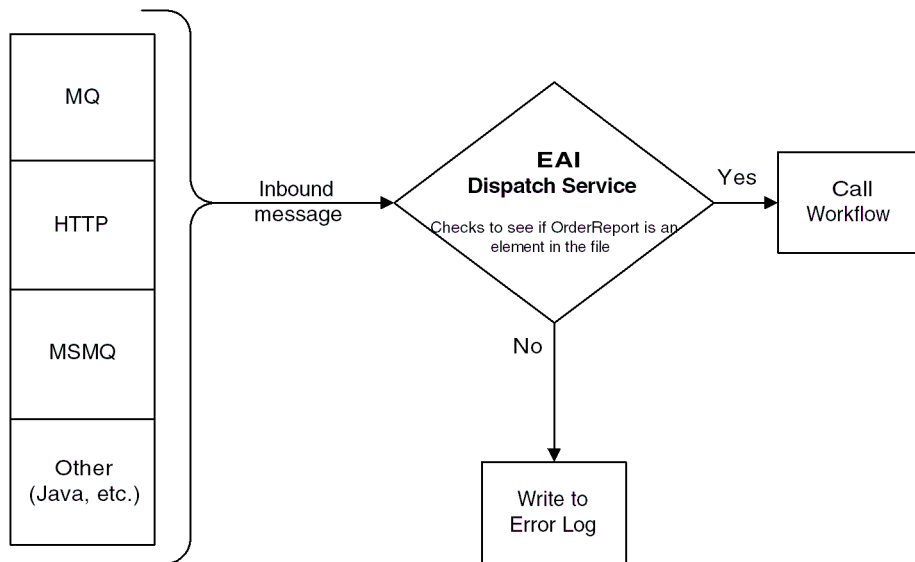 MQ
HTTP
MSMQ
Other
(Java, etc.)
Inbound
message
EAI
Dispatch Service
Checks to see if OrderReport is an
element in the file
Yes
Call
Workflow
No
Write to
Error Log